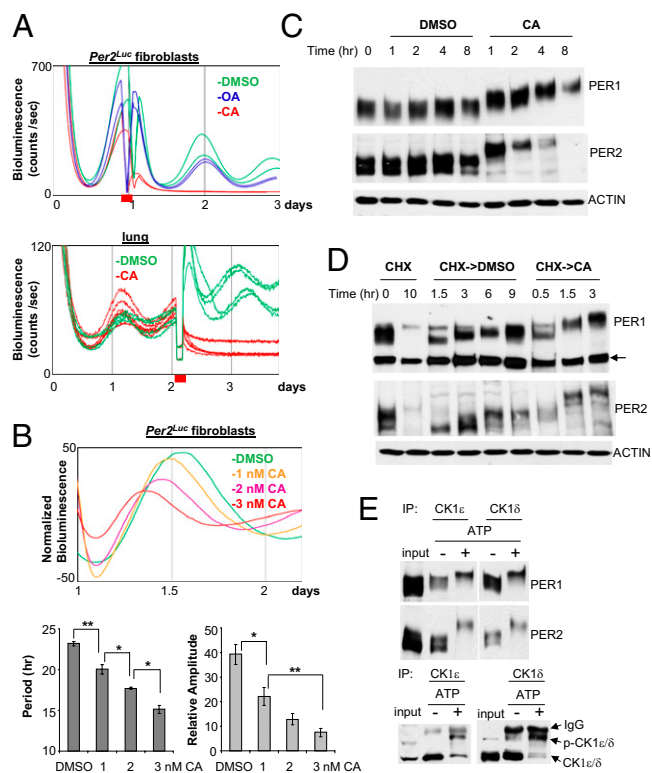 A
Per2Luc fibroblasts
700
-DMSO
-OA
-CA
Bioluminescence
(counts /sec)
0
0 1 2 3 days
lung
120
-DMSO
-CA
Bioluminescence
(counts /sec)
0
0 1 2 3 days
B
Per2Luc fibroblasts
50
-DMSO
-1 nM CA
-2 nM CA
-3 nM CA
Normalized
Bioluminescence
-50
1 1.5 2 days
25
22
19
16
13
10
Period (hr)
** * *
DMSO 1 2 3 nM CA
50
40
30
20
10
0
Relative Amplitude
* **
DMSO 1 2 3 nM CA
C
DMSO CA
Time (hr) 0 1 2 4 8 1 2 4 8
PER1
PER2
ACTIN
D
CHX CHX->DMSO CHX->CA
Time (hr) 0 10 1.5 3 6 9 0.5 1.5 3
PER1
PER2
ACTIN
E
IP: CK1ε CK1δ
ATP
input - + - +
PER1
PER2
IP: CK1ε CK1δ
ATP ATP
input - + input - +
IgG
p-CK1ε/δ
CK1ε/δ